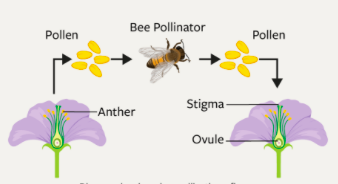 Pollen
Bee Pollinator
Pollen
Anther
Stigma
Ovule